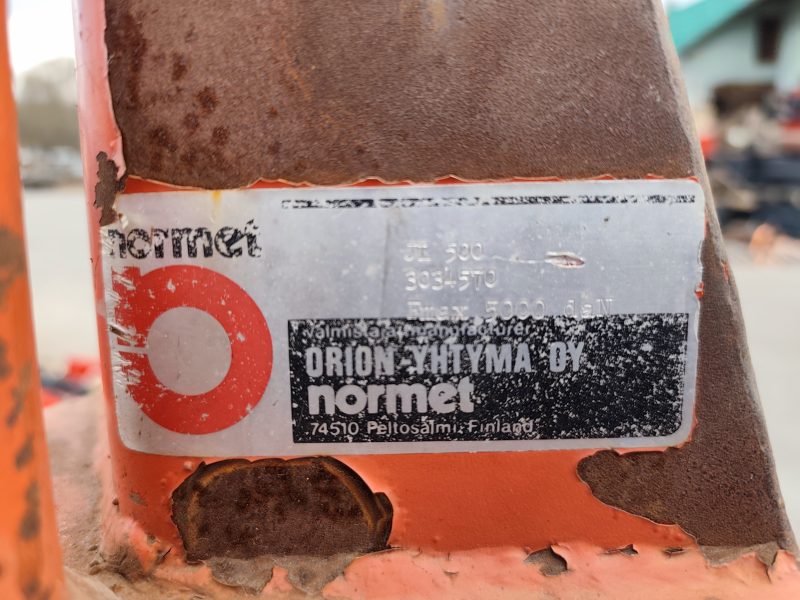 normet
JL 500
3034570
Fmax 5000 daN
Valmistaja/Manufacturer
ORION-YHTYMÄ OY
normet
74510 Peltosalmi, Finland